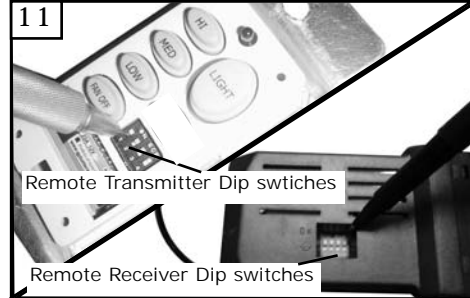 11
HI
MED
LOW
FAN OFF
LIGHT
Remote Transmitter Dip swtiches
Remote Receiver Dip switches